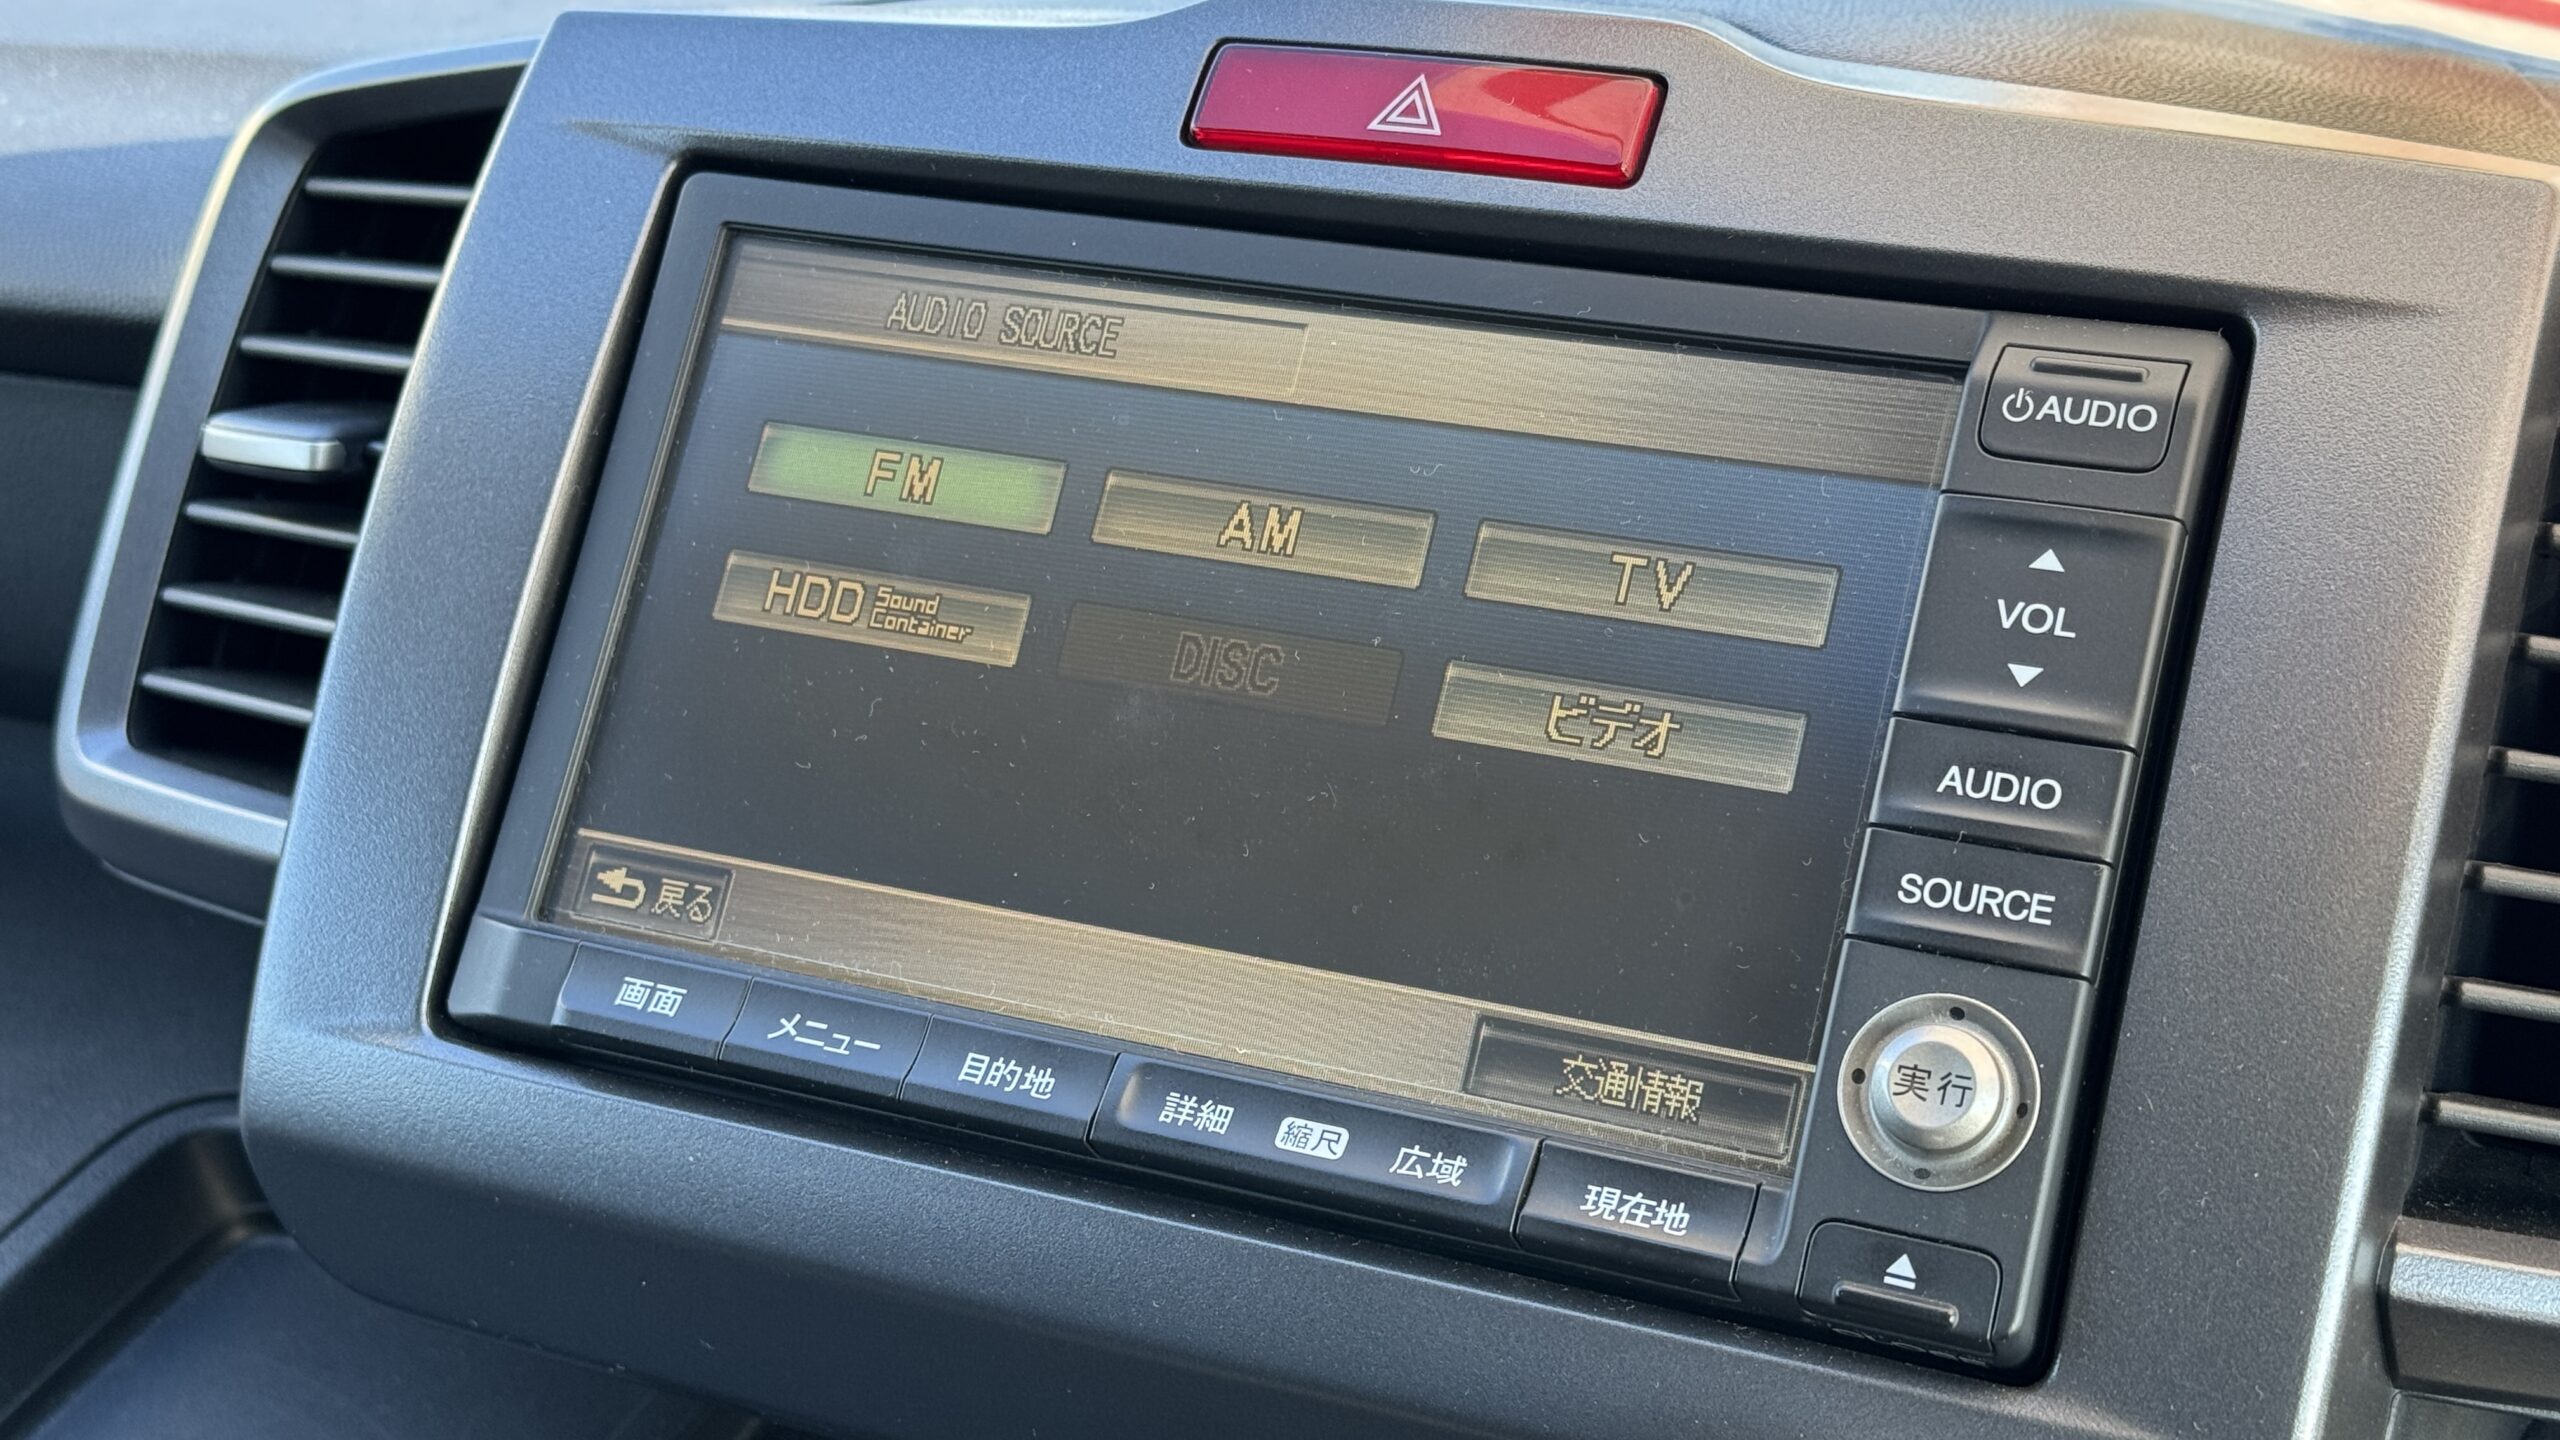 AUDIO SOURCE
AUDIO
FM
AM
TV
VOL
HDD Sound Container
DISC
ビデオ
AUDIO
SOURCE
戻る
交通情報
実行
画面
メニュー
目的地
詳細
縮尺
広域
現在地